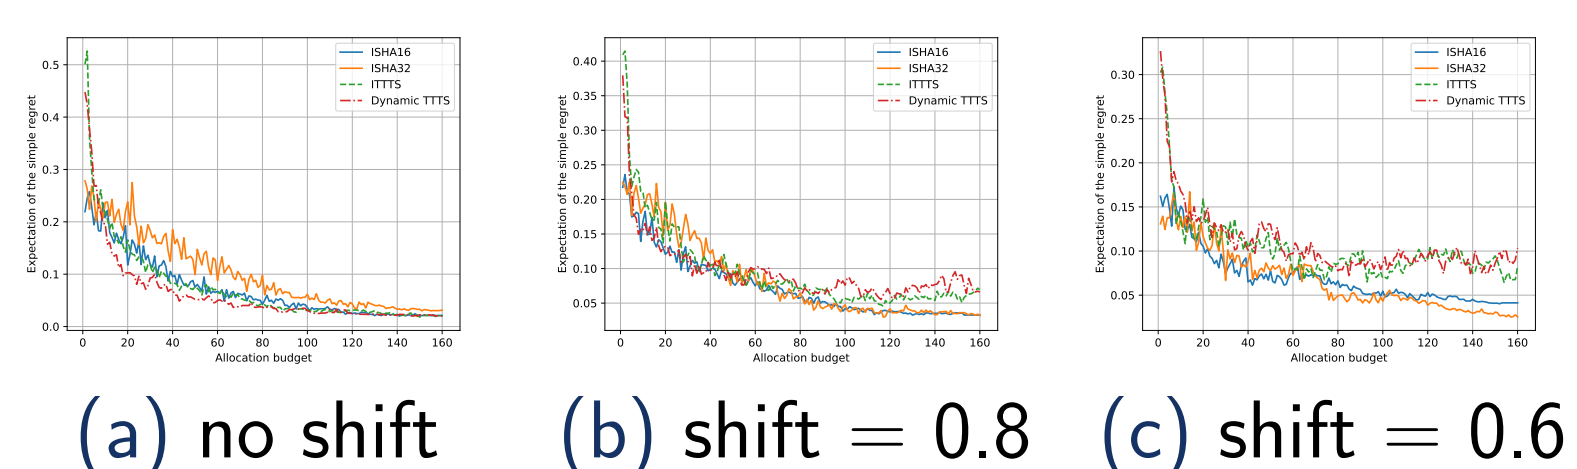 ISHA16
ISHA32
ITTTS
Dynamic TTTS
Expectation of the simple regret
0.5
0.4
0.3
0.2
0.1
0.0
0 20 40 60 80 100 120 140 160
Allocation budget
(a) no shift
ISHA16
ISHA32
ITTTS
Dynamic TTTS
Expectation of the simple regret
0.40
0.35
0.30
0.25
0.20
0.15
0.10
0.05
0 20 40 60 80 100 120 140 160
Allocation budget
(b) shift = 0.8
ISHA16
ISHA32
ITTTS
Dynamic TTTS
Expectation of the simple regret
0.30
0.25
0.20
0.15
0.10
0.05
0 20 40 60 80 100 120 140 160
Allocation budget
(c) shift = 0.6